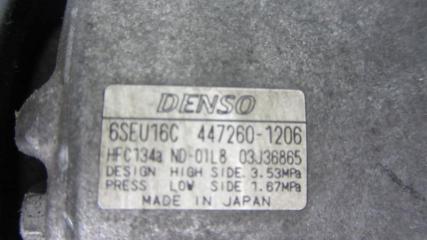 DENSO
6SEU16C 447260-1206
HFC134a ND-OIL8 03J36865
DESIGN HIGH SIDE 3.53MPa
PRESS LOW SIDE 1.67MPa
MADE IN JAPAN